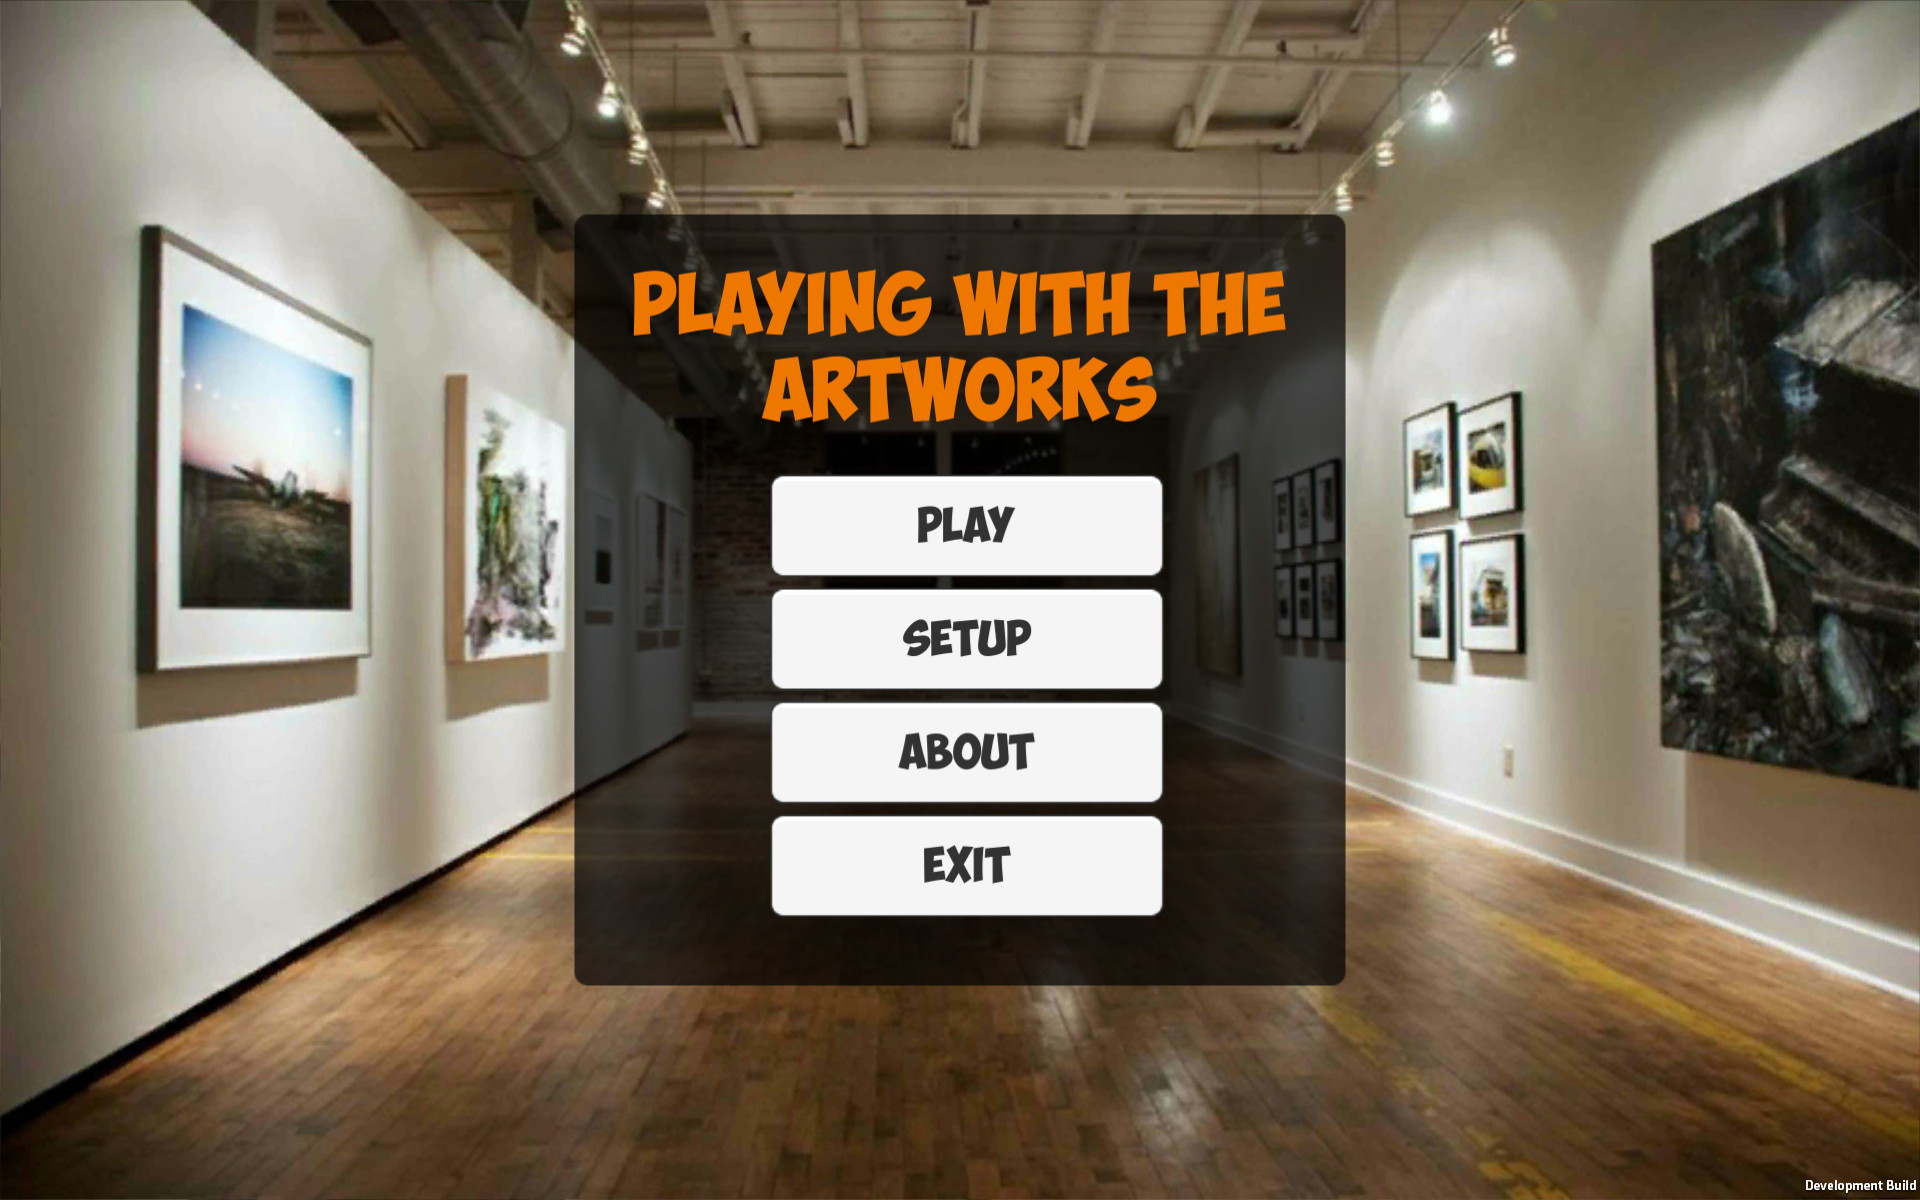 PLAYING WITH THE
ARTWORKS
PLAY
SETUP
ABOUT
EXIT
Development Build